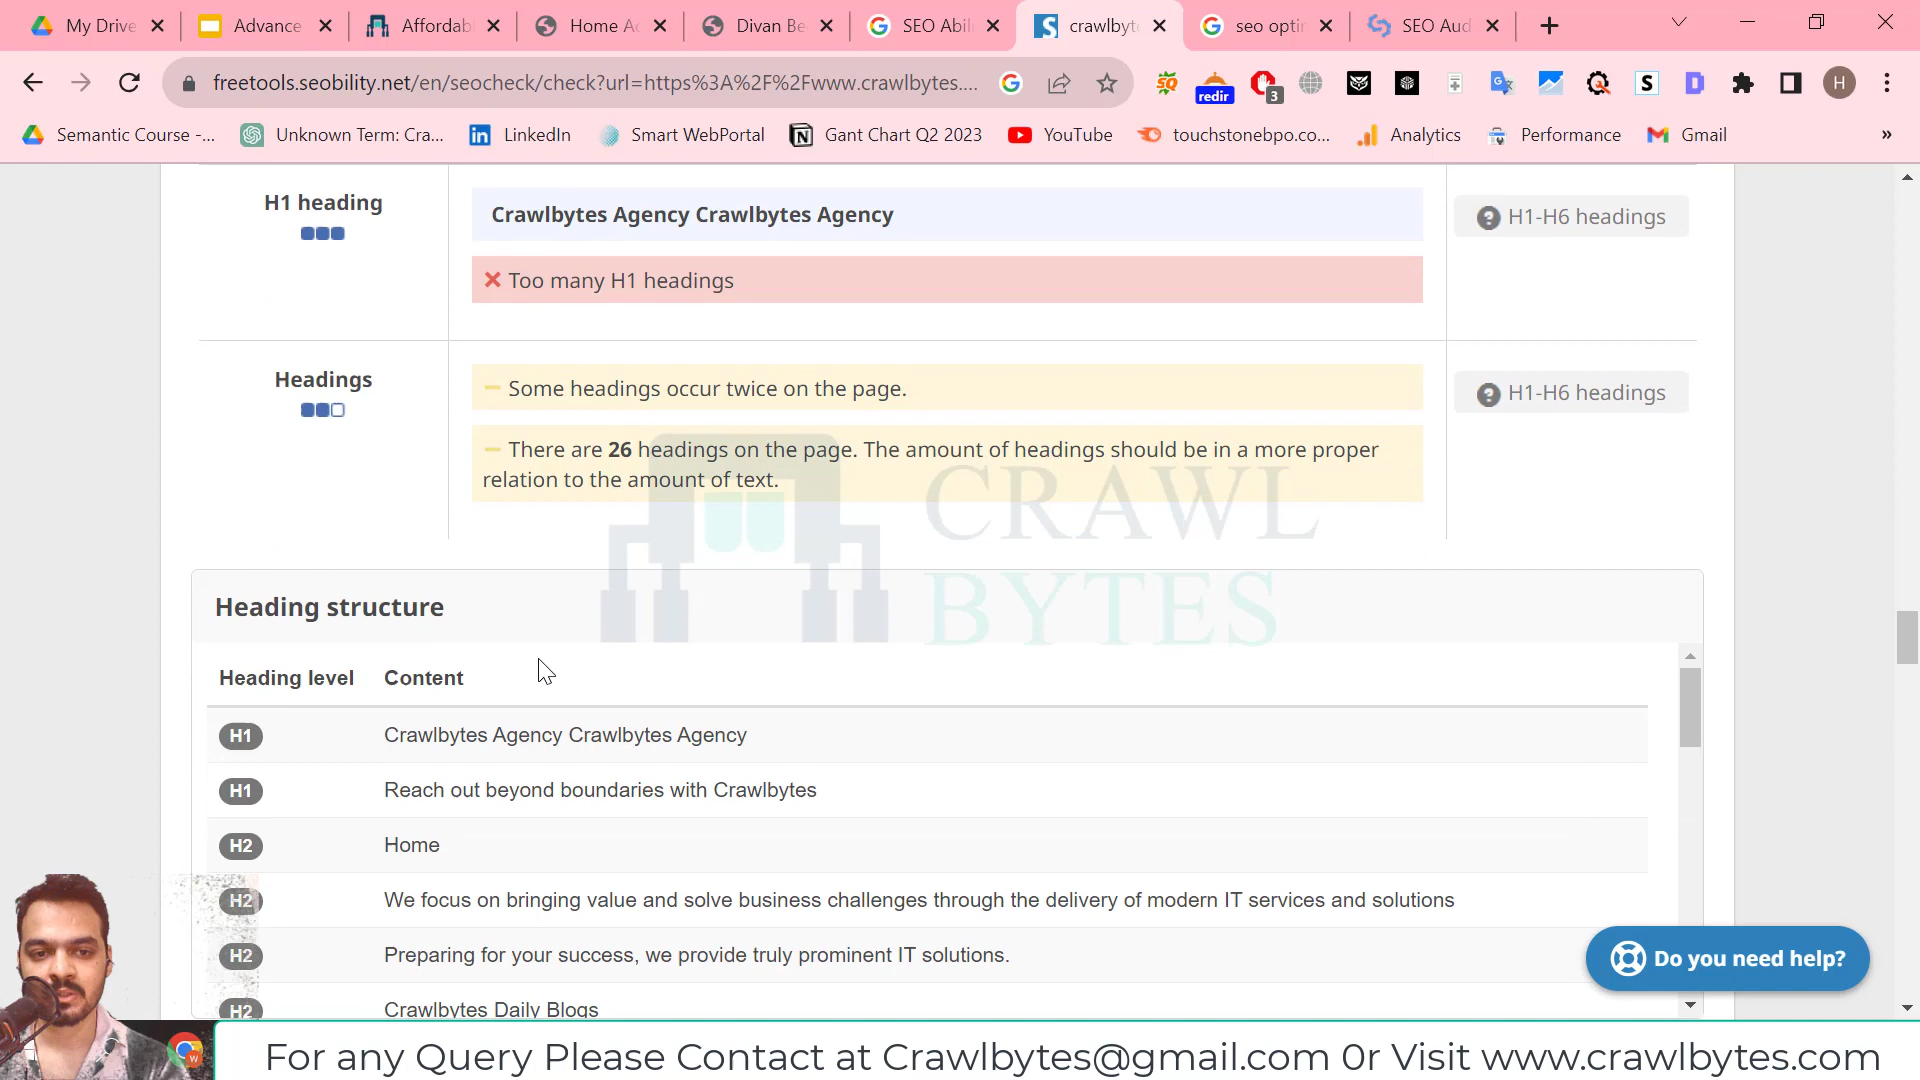 My Drive
Advance
Affordab
Home Ac
Divan Be
SEO Abil
crawlbyte
seo optim
SEO Aud
freetools.seobility.net/en/seocheck/check?url=https%3A%2F%2Fwww.crawlbytes....
redir
3
H
Semantic Course -...
Unknown Term: Cra...
LinkedIn
Smart WebPortal
Gant Chart Q2 2023
YouTube
touchstonebpo.co...
Analytics
Performance
Gmail
»
H1 heading
Crawlbytes Agency Crawlbytes Agency
H1-H6 headings
Too many H1 headings
Headings
Some headings occur twice on the page.
H1-H6 headings
There are 26 headings on the page. The amount of headings should be in a more proper
relation to the amount of text.
CRAWL
BYTES
Heading structure
Heading level Content
H1 Crawlbytes Agency Crawlbytes Agency
H1 Reach out beyond boundaries with Crawlbytes
H2 Home
H2 We focus on bringing value and solve business challenges through the delivery of modern IT services and solutions
H2 Preparing for your success, we provide truly prominent IT solutions.
H2 Crawlbytes Daily Blogs
Do you need help?
For any Query Please Contact at Crawlbytes@gmail.com 0r Visit www.crawlbytes.com